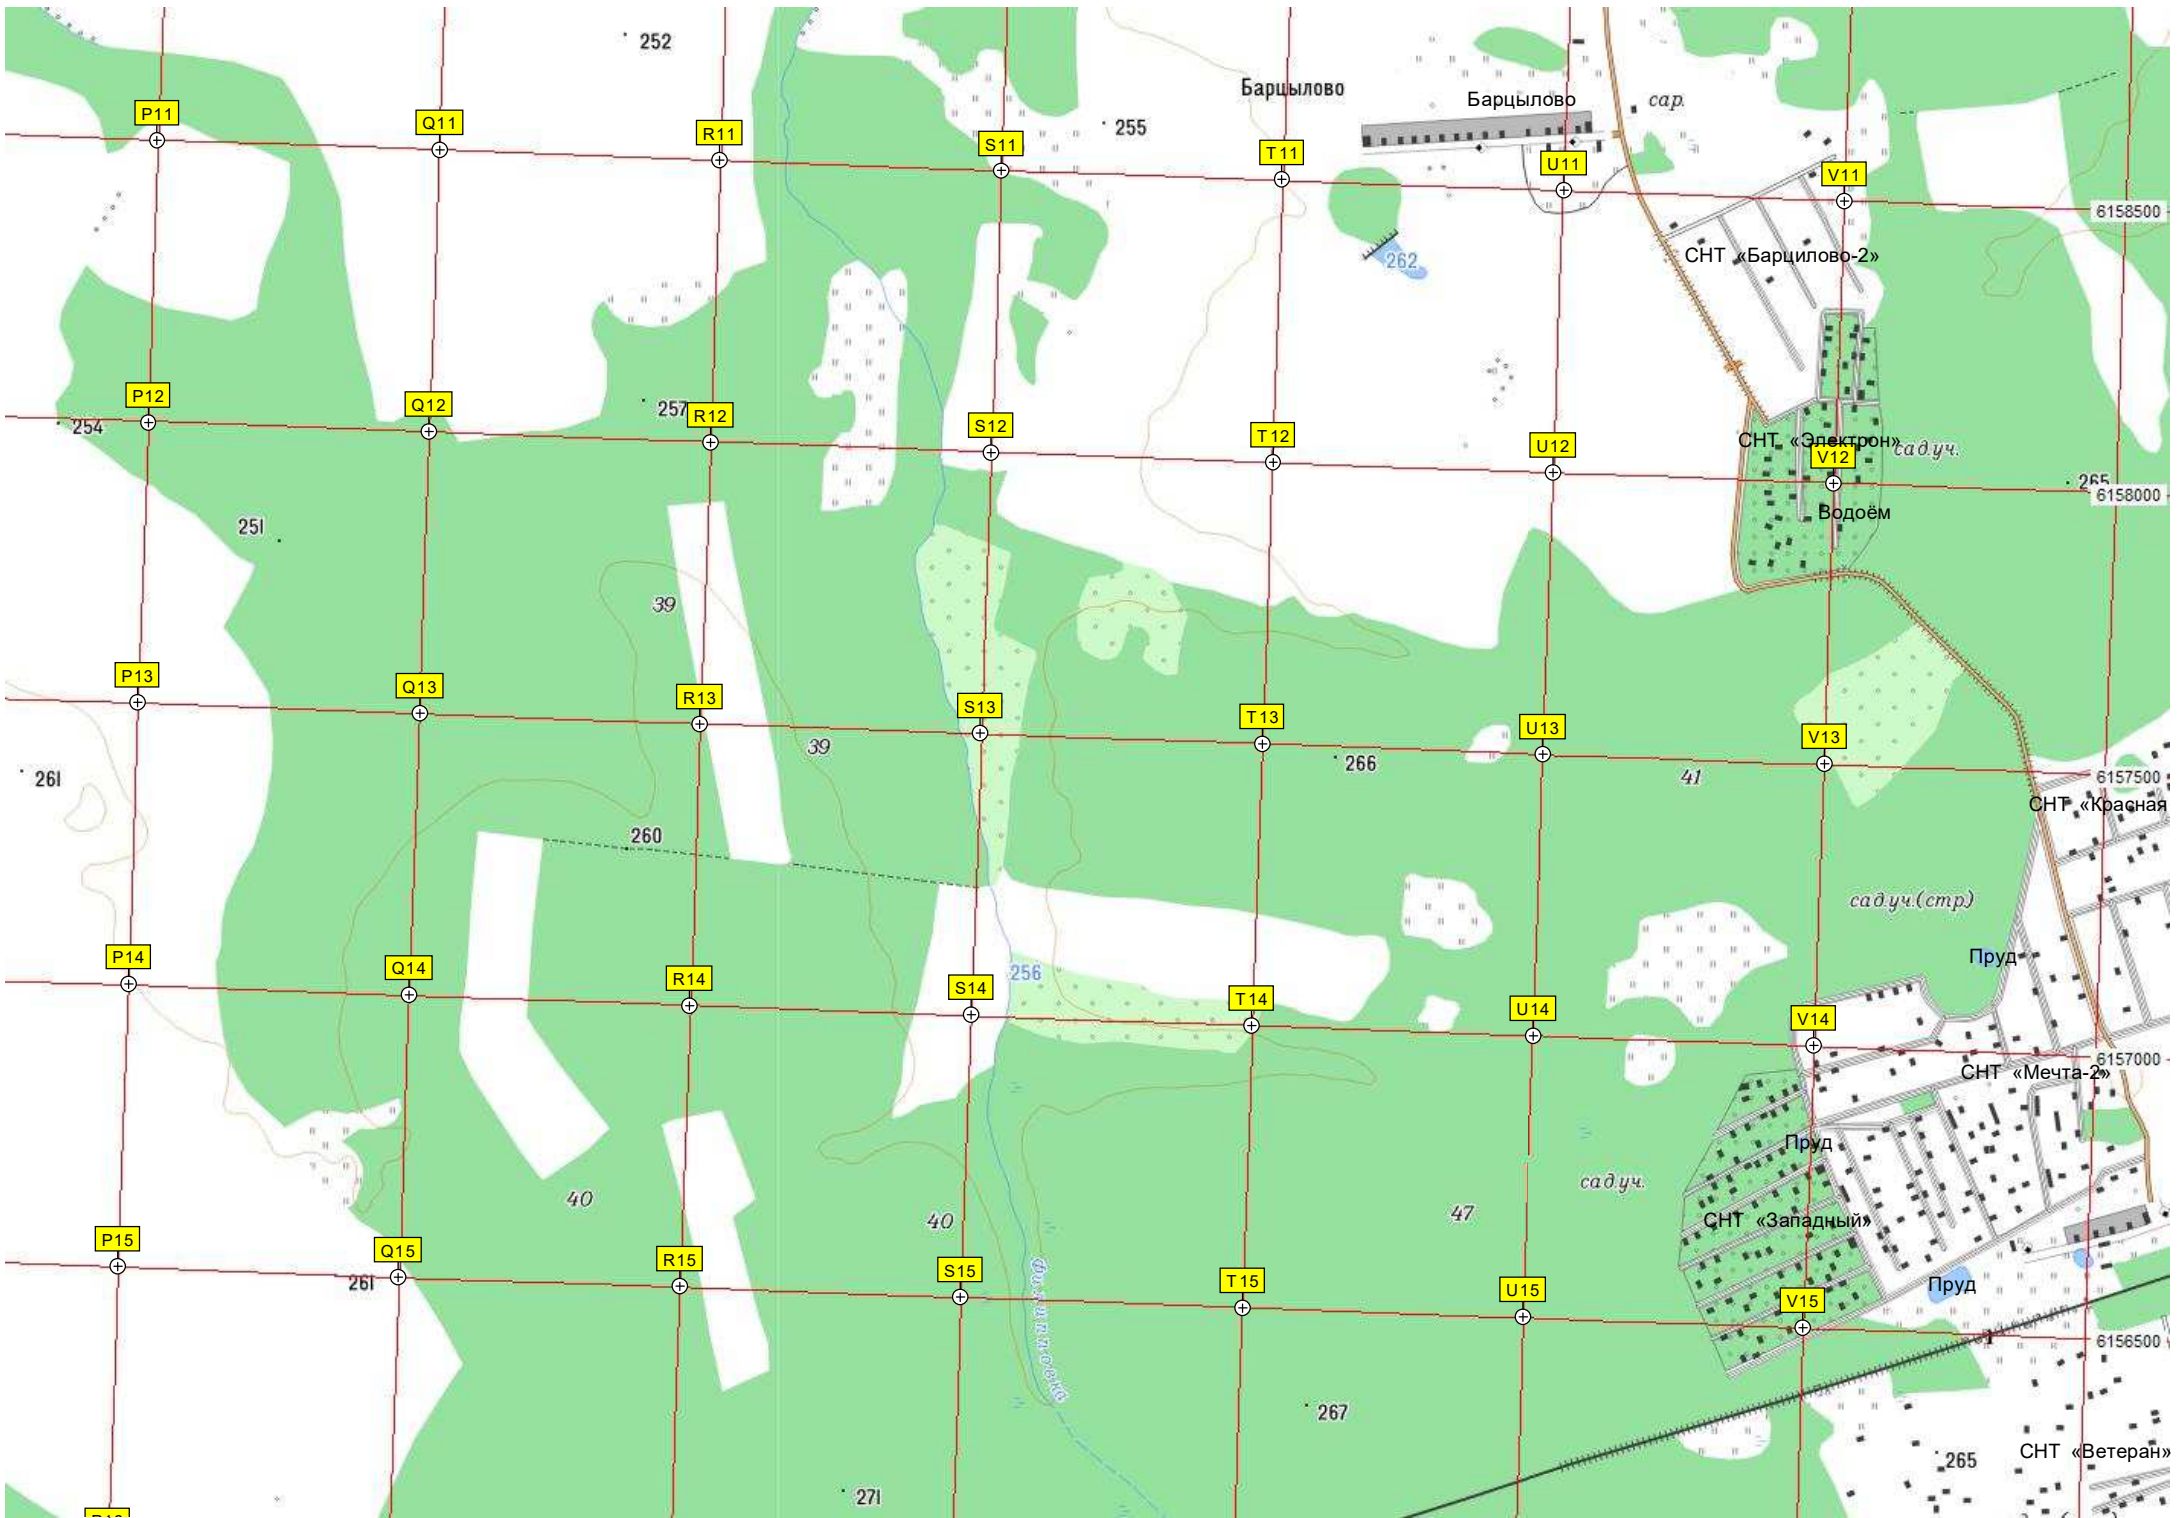 252
Барцылово
Барцылово
сар.
255
P11
Q11
R11
S11
T11
U11
V11
6158500
262
СНТ «Барцилово-2»
P12
254
Q12
257
R12
S12
T12
U12
СНТ «Электрон»
V12
сад.уч.
265
6158000
Водоём
251
39
P13
Q13
R13
S13
T13
U13
V13
39
266
41
6157500
261
СНТ «Красная
260
сад.уч.(стр)
Пруд
P14
Q14
R14
256
S14
T14
U14
V14
6157000
СНТ «Мечта-2»
Пруд
сад.уч.
40
40
47
СНТ «Западный»
P15
Q15
261
R15
S15
T15
U15
V15
Пруд
6156500
Филипповка
267
265
СНТ «Ветеран»
271